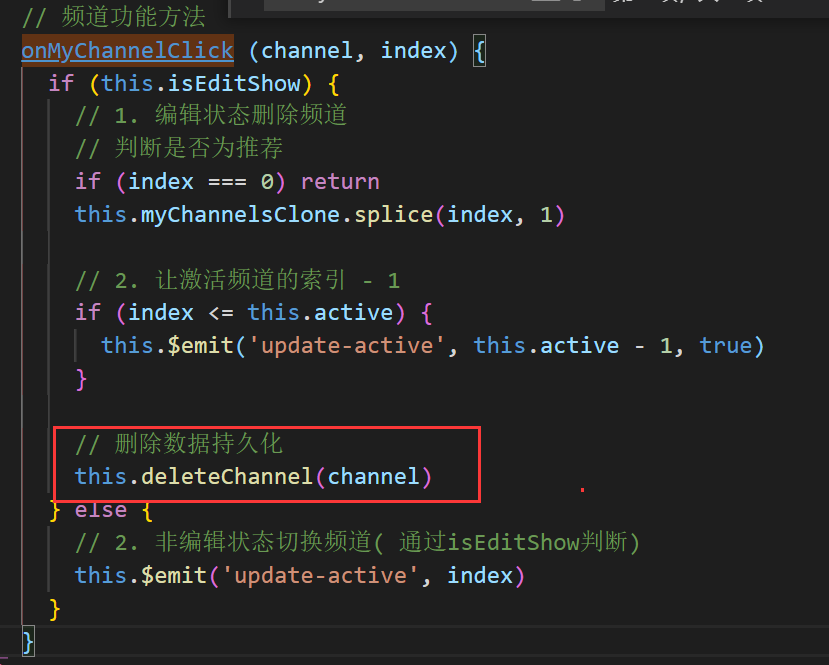 // 频道功能方法
onMyChannelClick (channel, index) {
if (this.isEditShow) {
// 1. 编辑状态删除频道
// 判断是否为推荐
if (index === 0) return
this.myChannelsClone.splice(index, 1)
// 2. 让激活频道的索引 - 1
if (index <= this.active) {
this.$emit('update-active', this.active - 1, true)
}
// 删除数据持久化
this.deleteChannel(channel)
} else {
// 2. 非编辑状态切换频道( 通过isEditShow判断)
this.$emit('update-active', index)
}
}